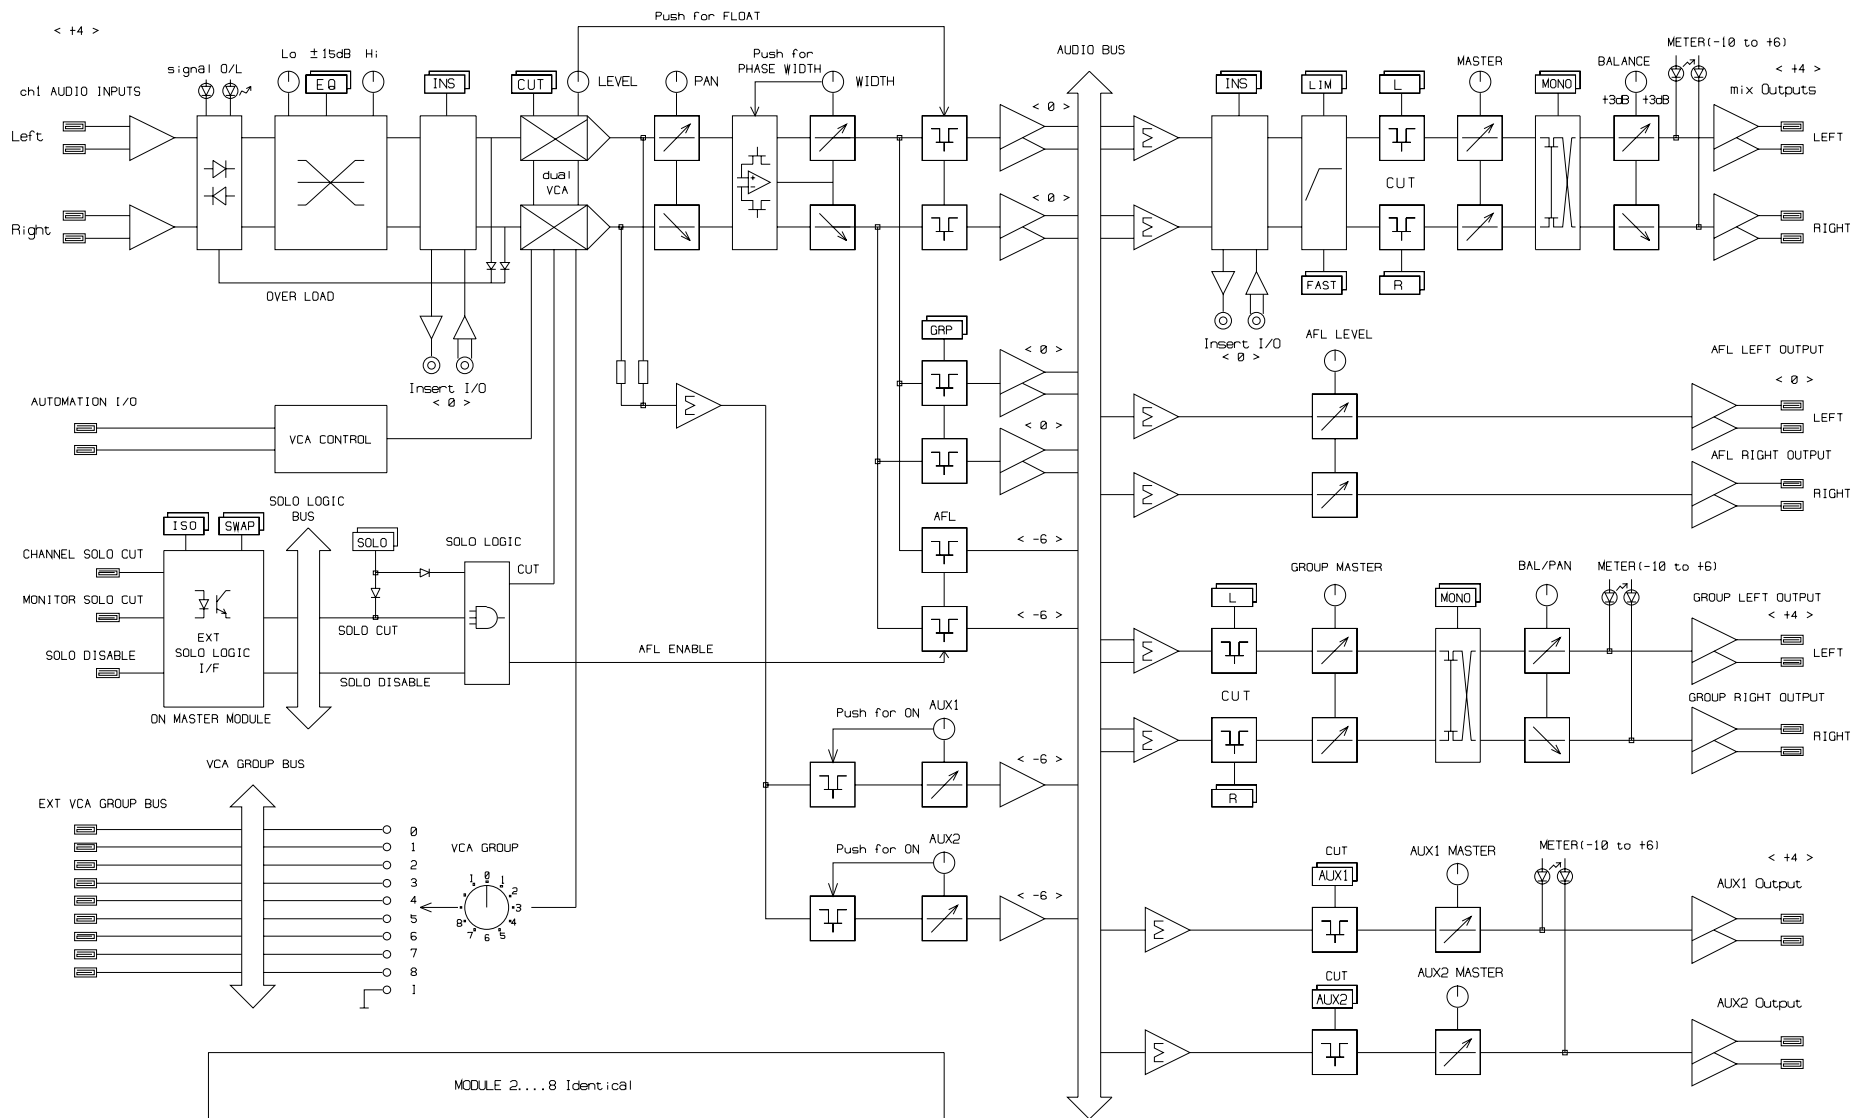 Push for FLOAT
< +4 >
Lo ±15dB Hi
signal O/L
EQ
INS
CUT
LEVEL
PAN
Push for
PHASE WIDTH
WIDTH
AUDIO BUS
ch1 AUDIO INPUTS
Left
Right
dual
VCA
OVER LOAD
Insert I/O
< 0 >
< 0 >
< 0 >
GRP
< 0 >
< 0 >
AFL
< -6 >
< -6 >
AUTOMATION I/O
VCA CONTROL
SOLO LOGIC
BUS
ISO
SWAP
SOLO
SOLO LOGIC
CUT
CHANNEL SOLO CUT
MONITOR SOLO CUT
SOLO DISABLE
EXT
SOLO LOGIC
I/F
SOLO CUT
SOLO DISABLE
AFL ENABLE
ON MASTER MODULE
Push for ON
AUX1
< -6 >
Push for ON
AUX2
< -6 >
VCA GROUP BUS
EXT VCA GROUP BUS
0
1
2
3
4
5
6
7
8
I
VCA GROUP
I 0 1 2 3 4 5 6 7 8
MODULE 2....8 Identical
INS
LIM
L
MASTER
MONO
BALANCE
+3dB +3dB
METER(-10 to +6)
< +4 >
mix Outputs
LEFT
RIGHT
CUT
FAST
R
Insert I/O
< 0 >
AFL LEVEL
AFL LEFT OUTPUT
< 0 >
LEFT
AFL RIGHT OUTPUT
RIGHT
L
GROUP MASTER
MONO
BAL/PAN
METER(-10 to +6)
GROUP LEFT OUTPUT
< +4 >
LEFT
CUT
GROUP RIGHT OUTPUT
RIGHT
R
CUT
AUX1
AUX1 MASTER
METER(-10 to +6)
< +4 >
AUX1 Output
CUT
AUX2
AUX2 MASTER
AUX2 Output